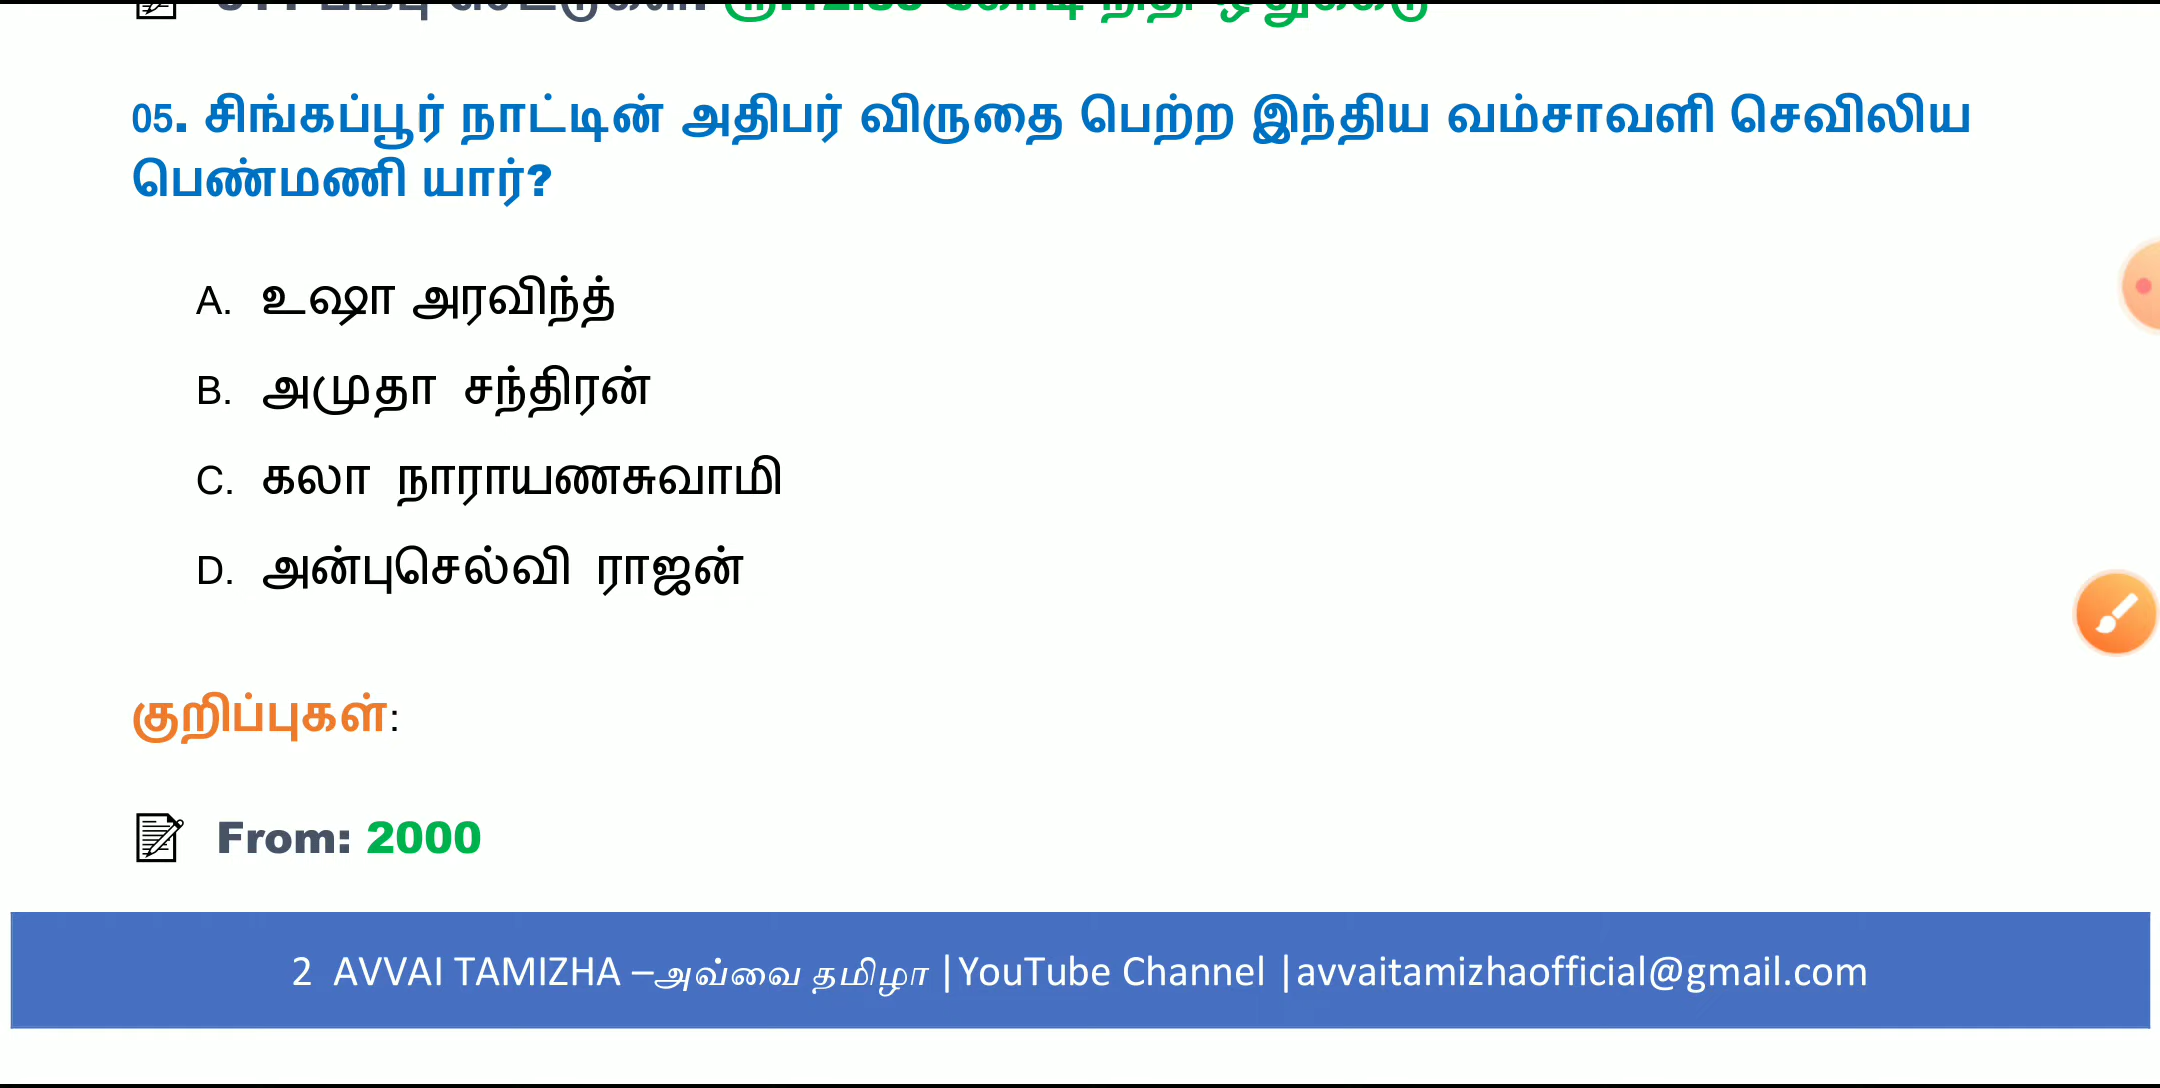 05. சிங்கப்பூர் நாட்டின் அதிபர் விருதை பெற்ற இந்திய வம்சாவளி செவிலிய
பெண்மணி யார்?
A. உஷா அரவிந்த்
B. அமுதா சந்திரன்
C. கலா நாராயணசுவாமி
D. அன்புசெல்வி ராஜன்
குறிப்புகள்:
From: 2000
2 AVVAI TAMIZHA –அவ்வை தமிழா |YouTube Channel |avvaitamizhaofficial@gmail.com